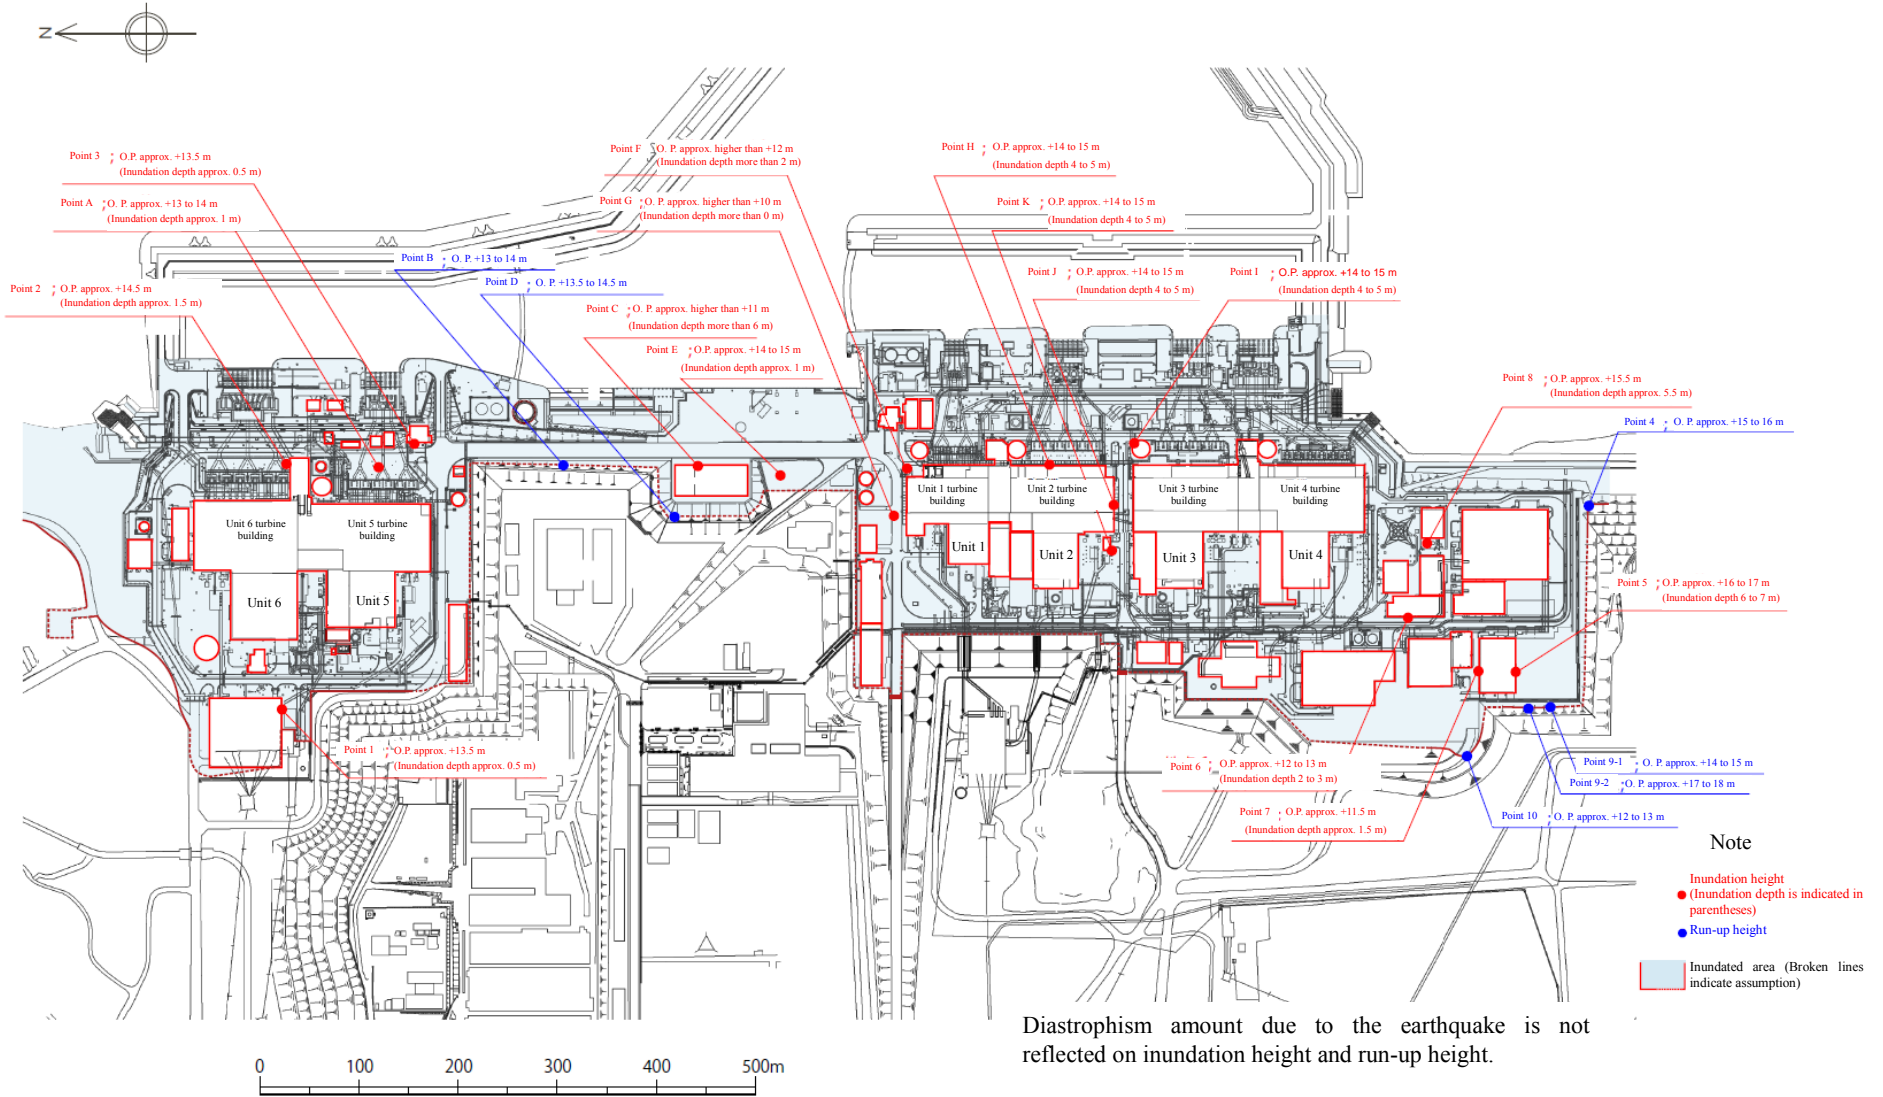 N
Point 3 ; O.P. approx. +13.5 m
(Inundation depth approx. 0.5 m)
Point A ; O. P. approx. +13 to 14 m
(Inundation depth approx. 1 m)
Point 2 ; O.P. approx. +14.5 m
(Inundation depth approx. 1.5 m)
Point B ; O. P. +13 to 14 m
Point D ; O. P. +13.5 to 14.5 m
Point F ; O. P. approx. higher than +12 m
(Inundation depth more than 2 m)
Point G ; O. P. approx. higher than +10 m
(Inundation depth more than 0 m)
Point C ; O. P. approx. higher than +11 m
(Inundation depth more than 6 m)
Point E ; O.P. approx. +14 to 15 m
(Inundation depth approx. 1 m)
Point H ; O.P. approx. +14 to 15 m
(Inundation depth 4 to 5 m)
Point K ; O.P. approx. +14 to 15 m
(Inundation depth 4 to 5 m)
Point J ; O.P. approx. +14 to 15 m
(Inundation depth 4 to 5 m)
Point I ; O.P. approx. +14 to 15 m
(Inundation depth 4 to 5 m)
Point 8 ; O.P. approx. +15.5 m
(Inundation depth approx. 5.5 m)
Point 4 ; O. P. approx. +15 to 16 m
Unit 6 turbine
building
Unit 5 turbine
building
Unit 1 turbine
building
Unit 2 turbine
building
Unit 3 turbine
building
Unit 4 turbine
building
Unit 6
Unit 5
Unit 1
Unit 2
Unit 3
Unit 4
Point 5 ; O.P. approx. +16 to 17 m
(Inundation depth 6 to 7 m)
Point 1 ; O.P. approx. +13.5 m
(Inundation depth approx. 0.5 m)
Point 6 ; O.P. approx. +12 to 13 m
(Inundation depth 2 to 3 m)
Point 7 ; O.P. approx. +11.5 m
(Inundation depth approx. 1.5 m)
Point 9-1 ; O. P. approx. +14 to 15 m
Point 9-2 ; O. P. approx. +17 to 18 m
Point 10 ; O. P. approx. +12 to 13 m
Note
Inundation height
(Inundation depth is indicated in
parentheses)
Run-up height
Inundated area (Broken lines
indicate assumption)
Diastrophism amount due to the earthquake is not
reflected on inundation height and run-up height.
0 100 200 300 400 500m